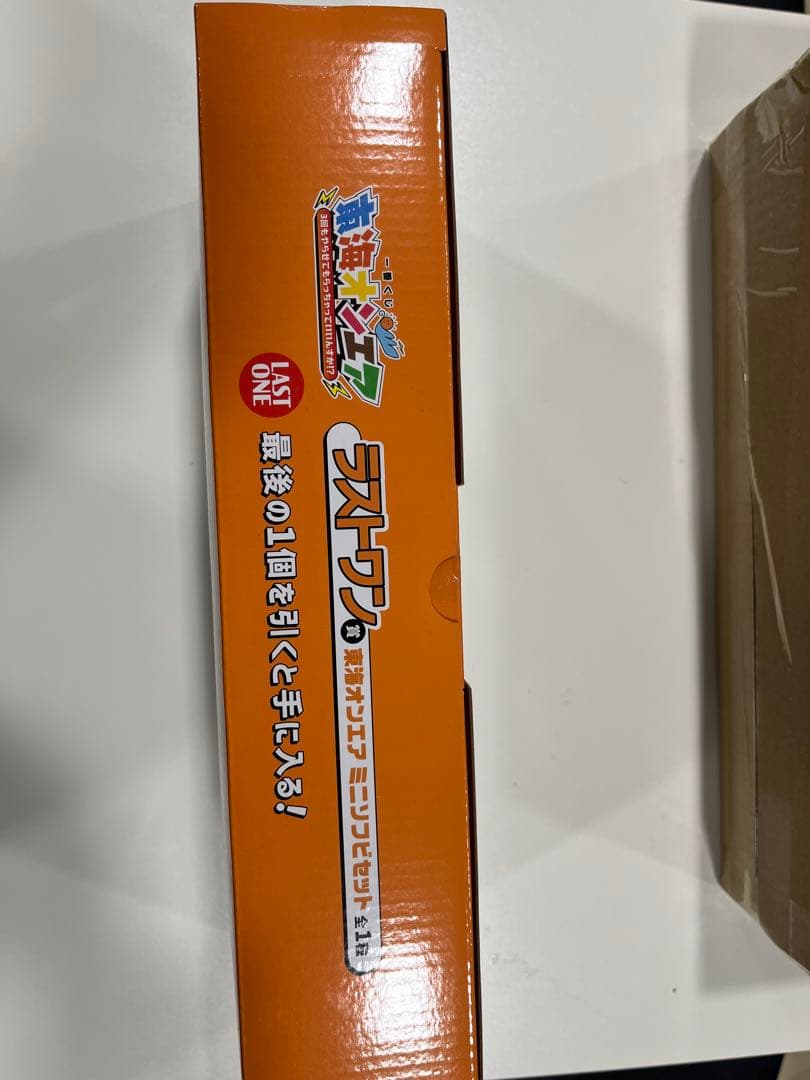 一番くじ
東海オンエア
3回もやらせてもらっちゃっていいんすか!?
ラストワン賞 東海オンエア ミニソフビセット 全1種
LAST
ONE
最後の1個を引くと手に入る!